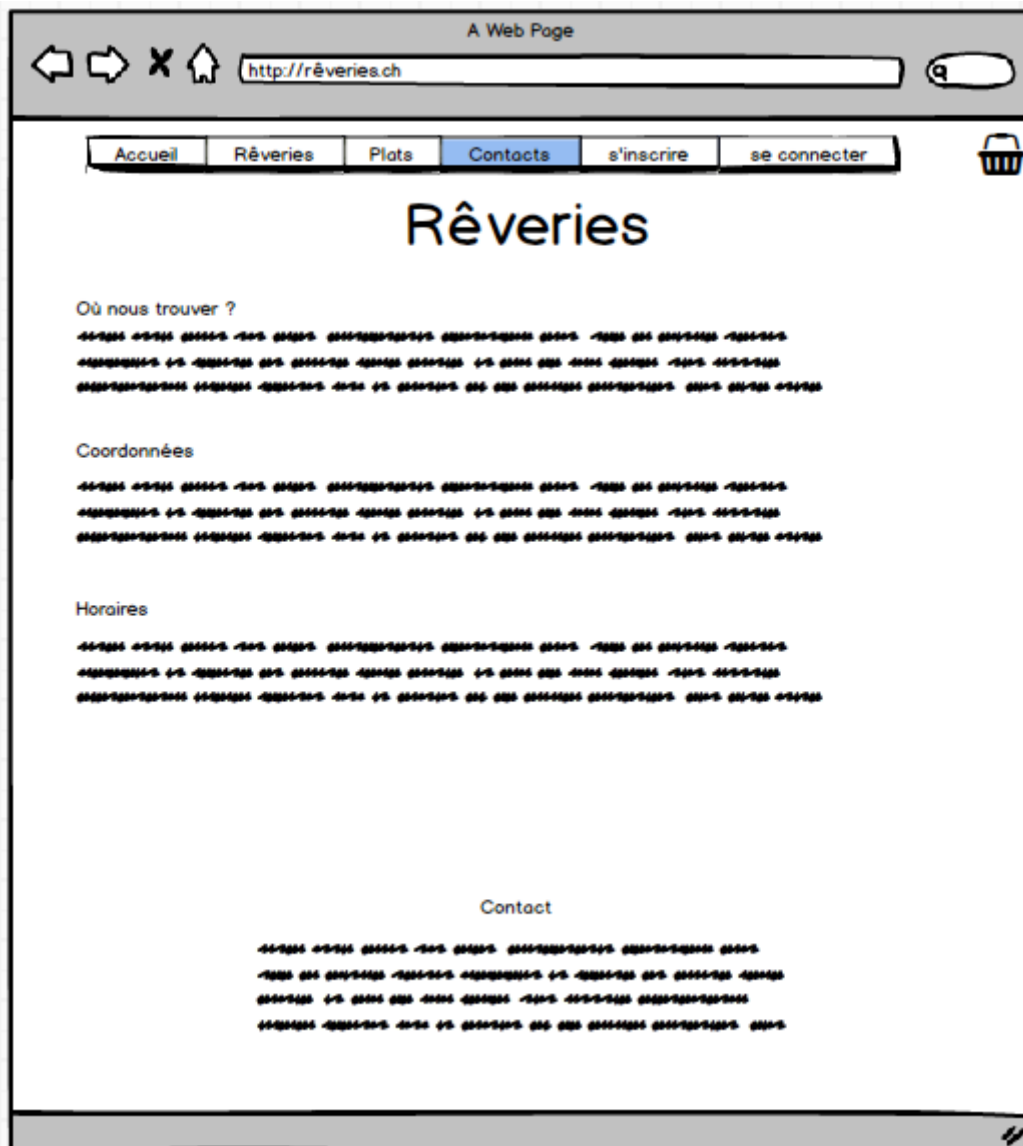 A Web Page
http://rêveries.ch
Accueil Rêveries Plats Contacts s'inscrire se connecter
Rêveries
Où nous trouver ?
Coordonnées
Horaires
Contact